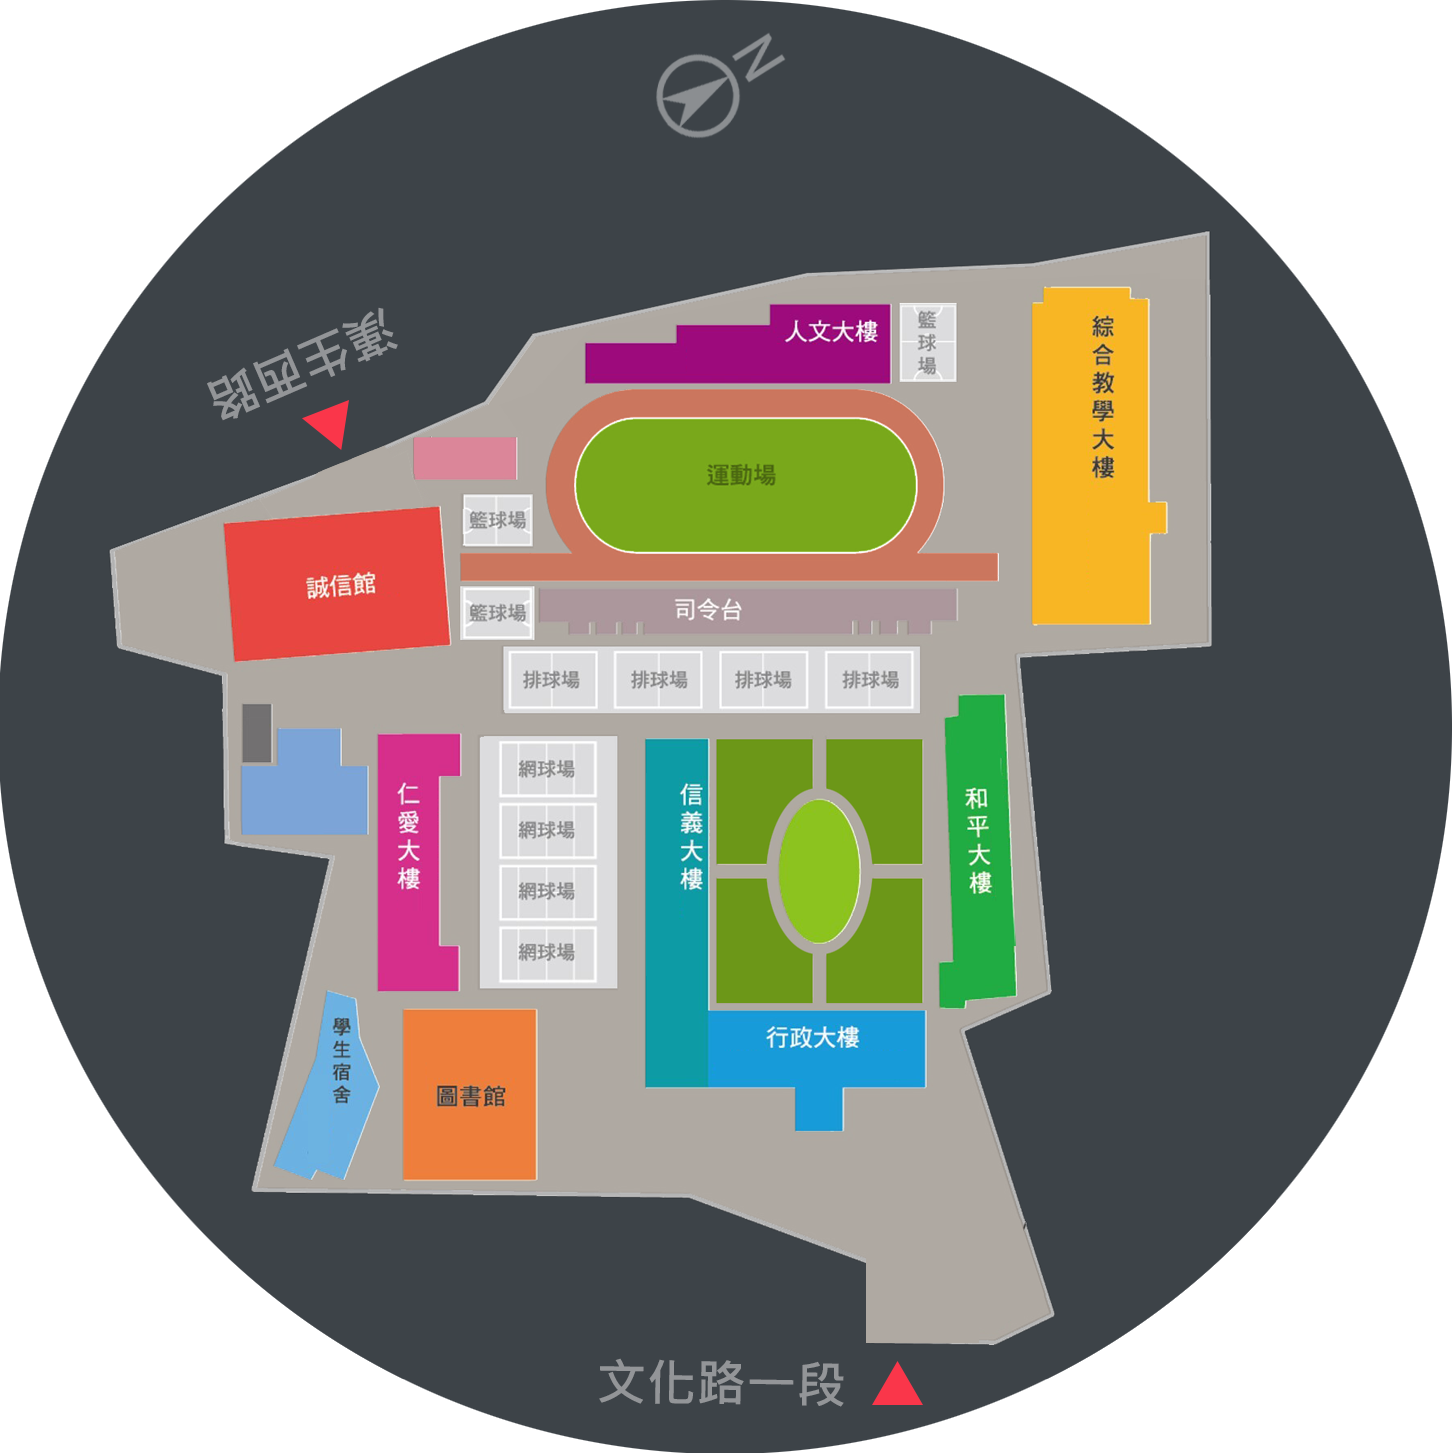 N
漢生西路
人文大樓
籃球場
綜合教學大樓
運動場
籃球場
誠信館
籃球場
司令台
排球場
排球場
排球場
排球場
網球場
網球場
網球場
網球場
仁愛大樓
信義大樓
和平大樓
行政大樓
學生宿舍
圖書館
文化路一段